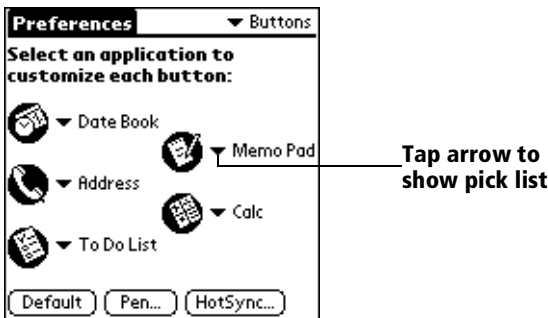 Preferences
Buttons
Select an application to
customize each button:
Date Book
Memo Pad
Address
Calc
To Do List
Default Pen... HotSync...
Tap arrow to
show pick list